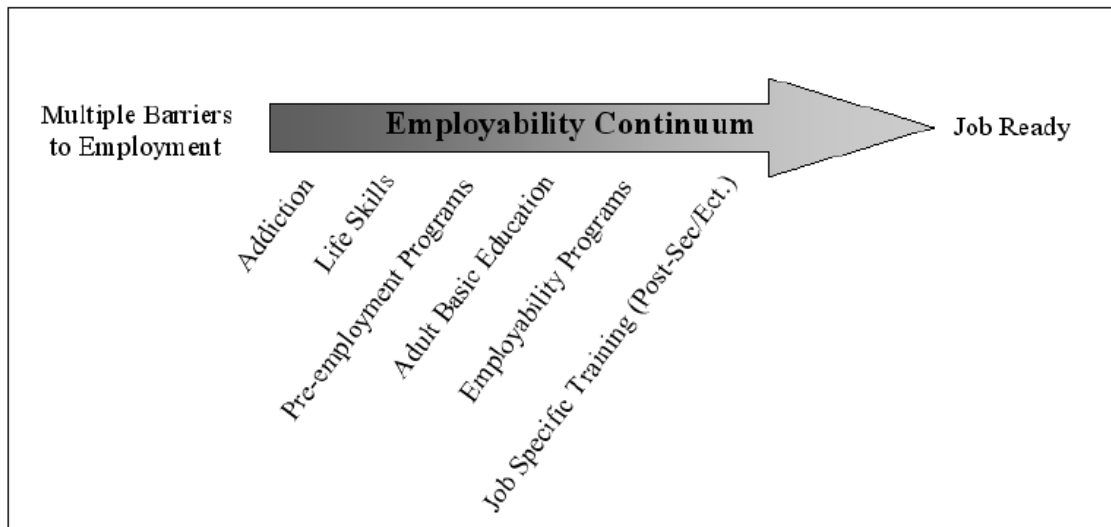 Multiple Barriers
to Employment
Employability Continuum
Job Ready
Addiction
Life Skills
Pre-employment Programs
Adult Basic Education
Employability Programs
Job Specific Training (Post-Sec/Ect.)